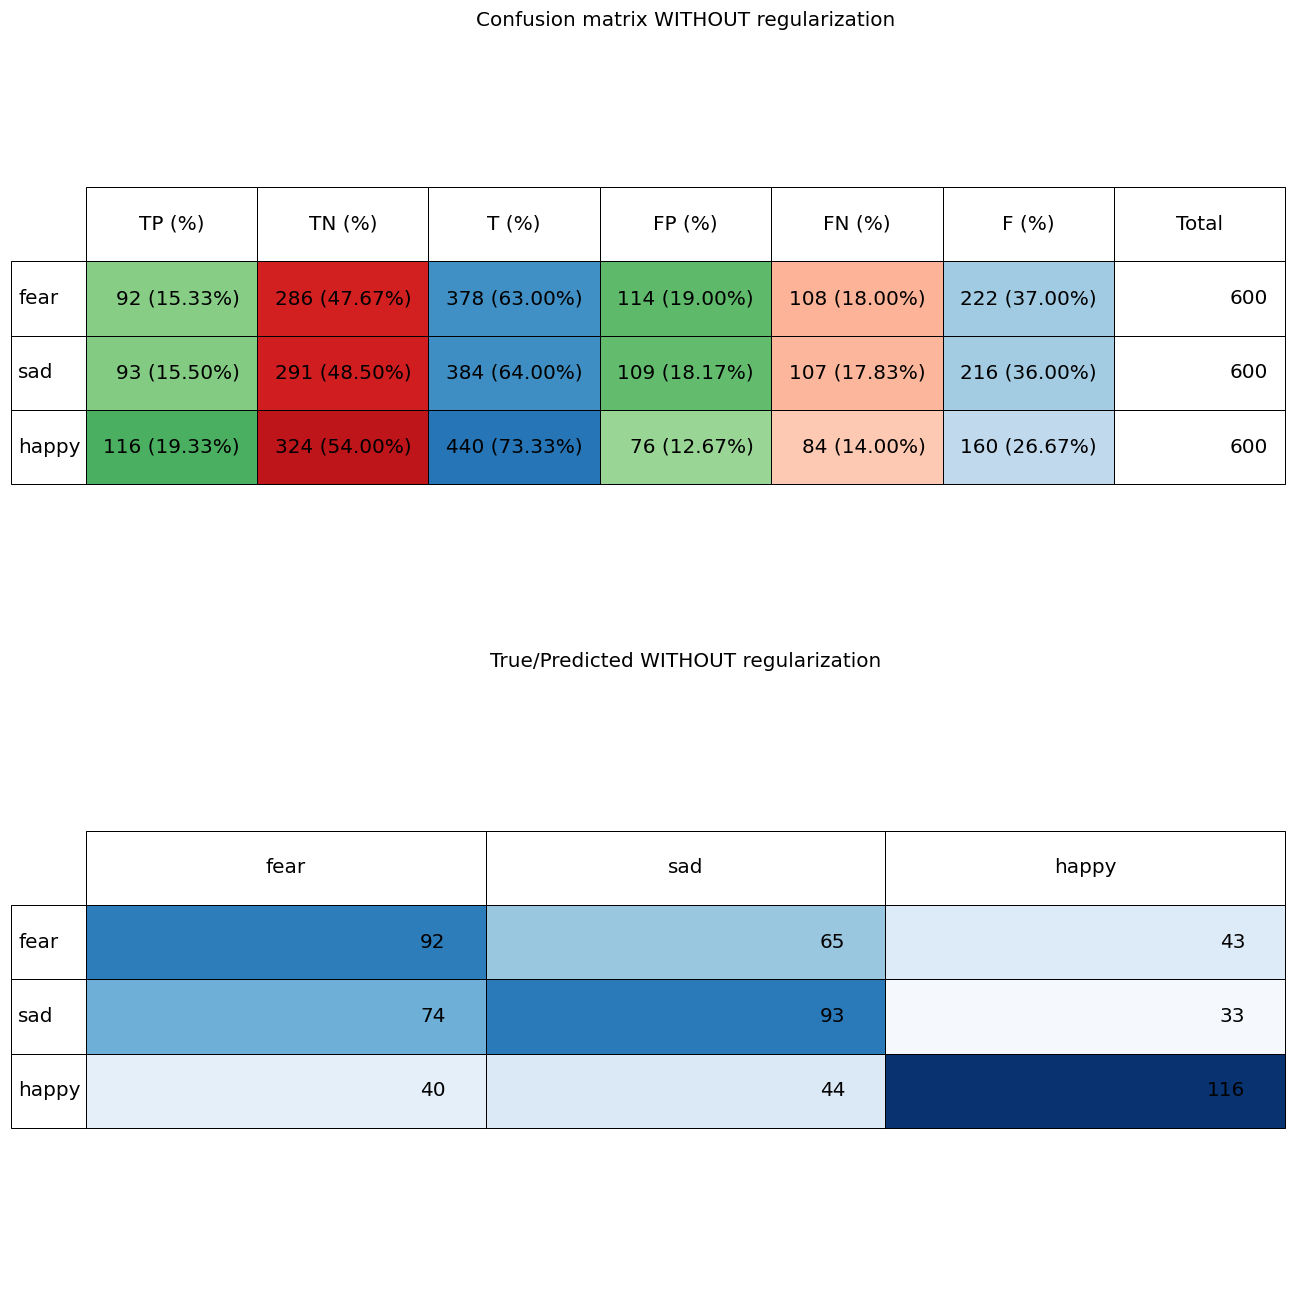 Confusion matrix WITHOUT regularization
TP (%) TN (%) T (%) FP (%) FN (%) F (%) Total
fear 92 (15.33%) 286 (47.67%) 378 (63.00%) 114 (19.00%) 108 (18.00%) 222 (37.00%) 600
sad 93 (15.50%) 291 (48.50%) 384 (64.00%) 109 (18.17%) 107 (17.83%) 216 (36.00%) 600
happy 116 (19.33%) 324 (54.00%) 440 (73.33%) 76 (12.67%) 84 (14.00%) 160 (26.67%) 600
True/Predicted WITHOUT regularization
fear sad happy
fear 92 65 43
sad 74 93 33
happy 40 44 116